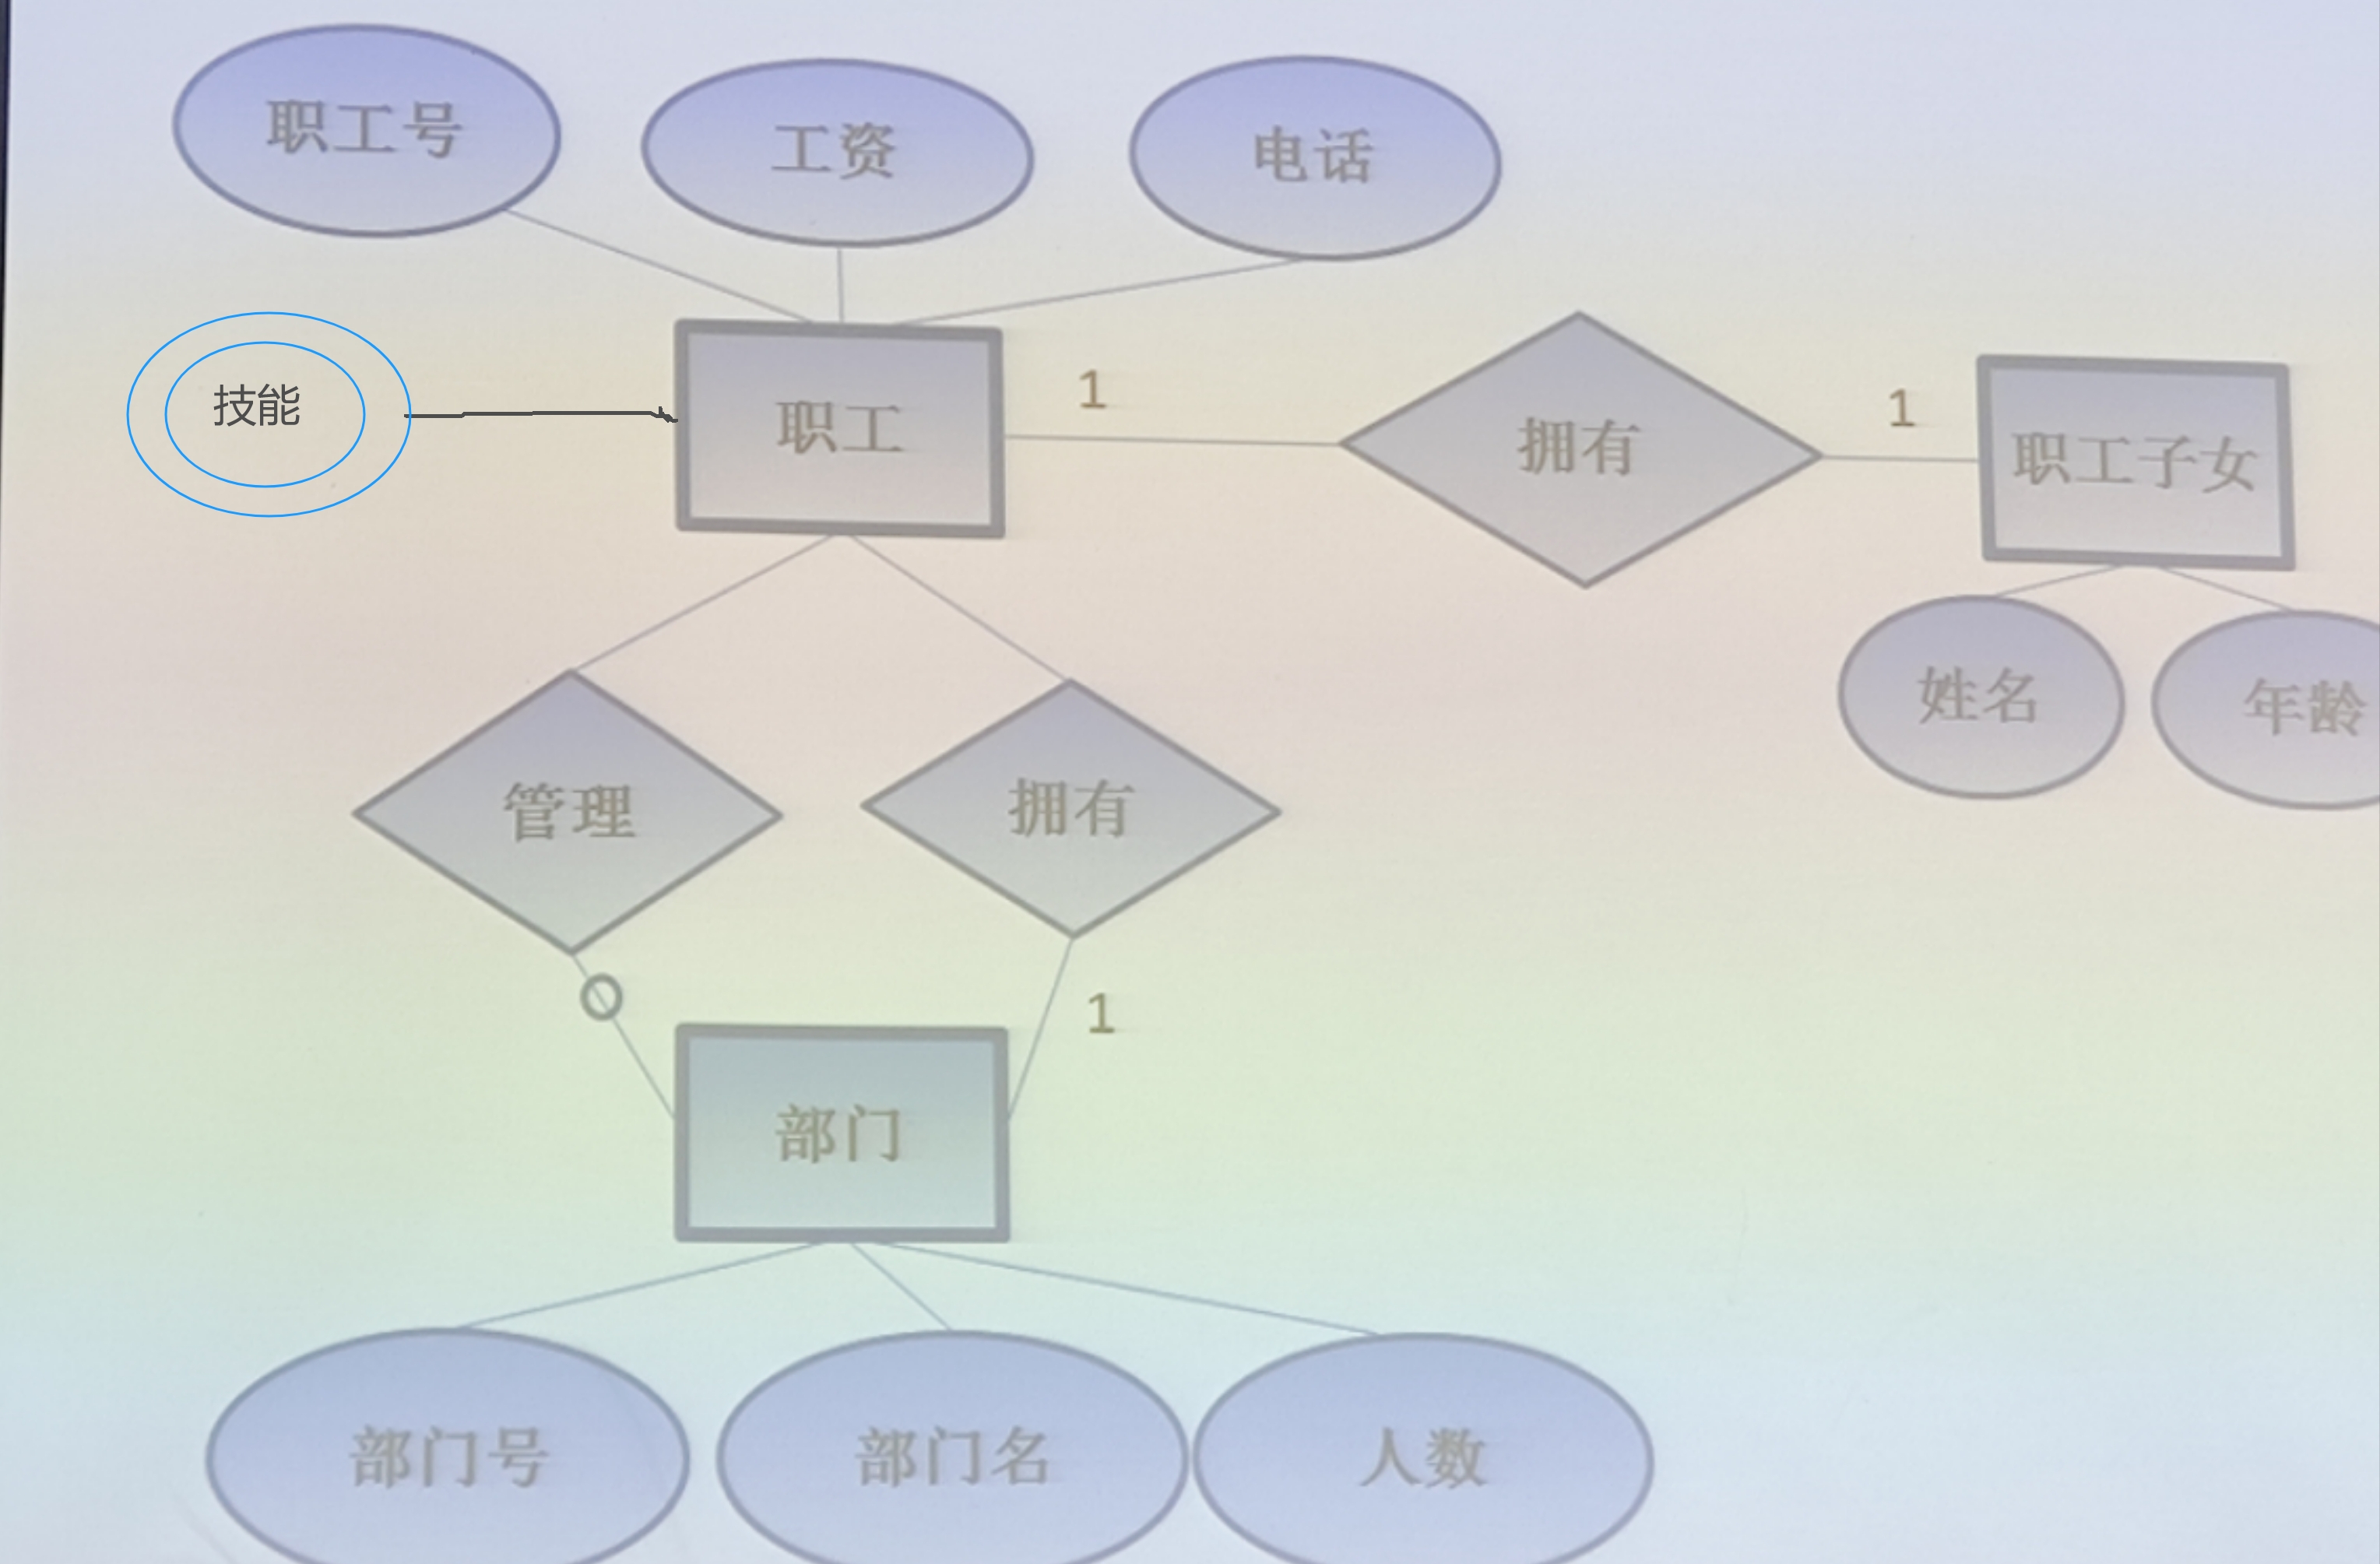 职工号
工资
电话
技能
职工
1
拥有
1
职工子女
姓名
年龄
管理
拥有
1
部门
部门号
部门名
人数